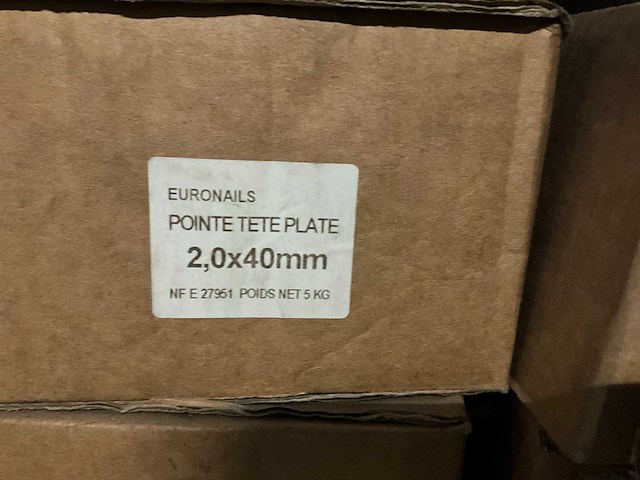 EURONAILS
POINTE TETE PLATE
2,0x40mm
NF E 27951 POIDS NET 5 KG